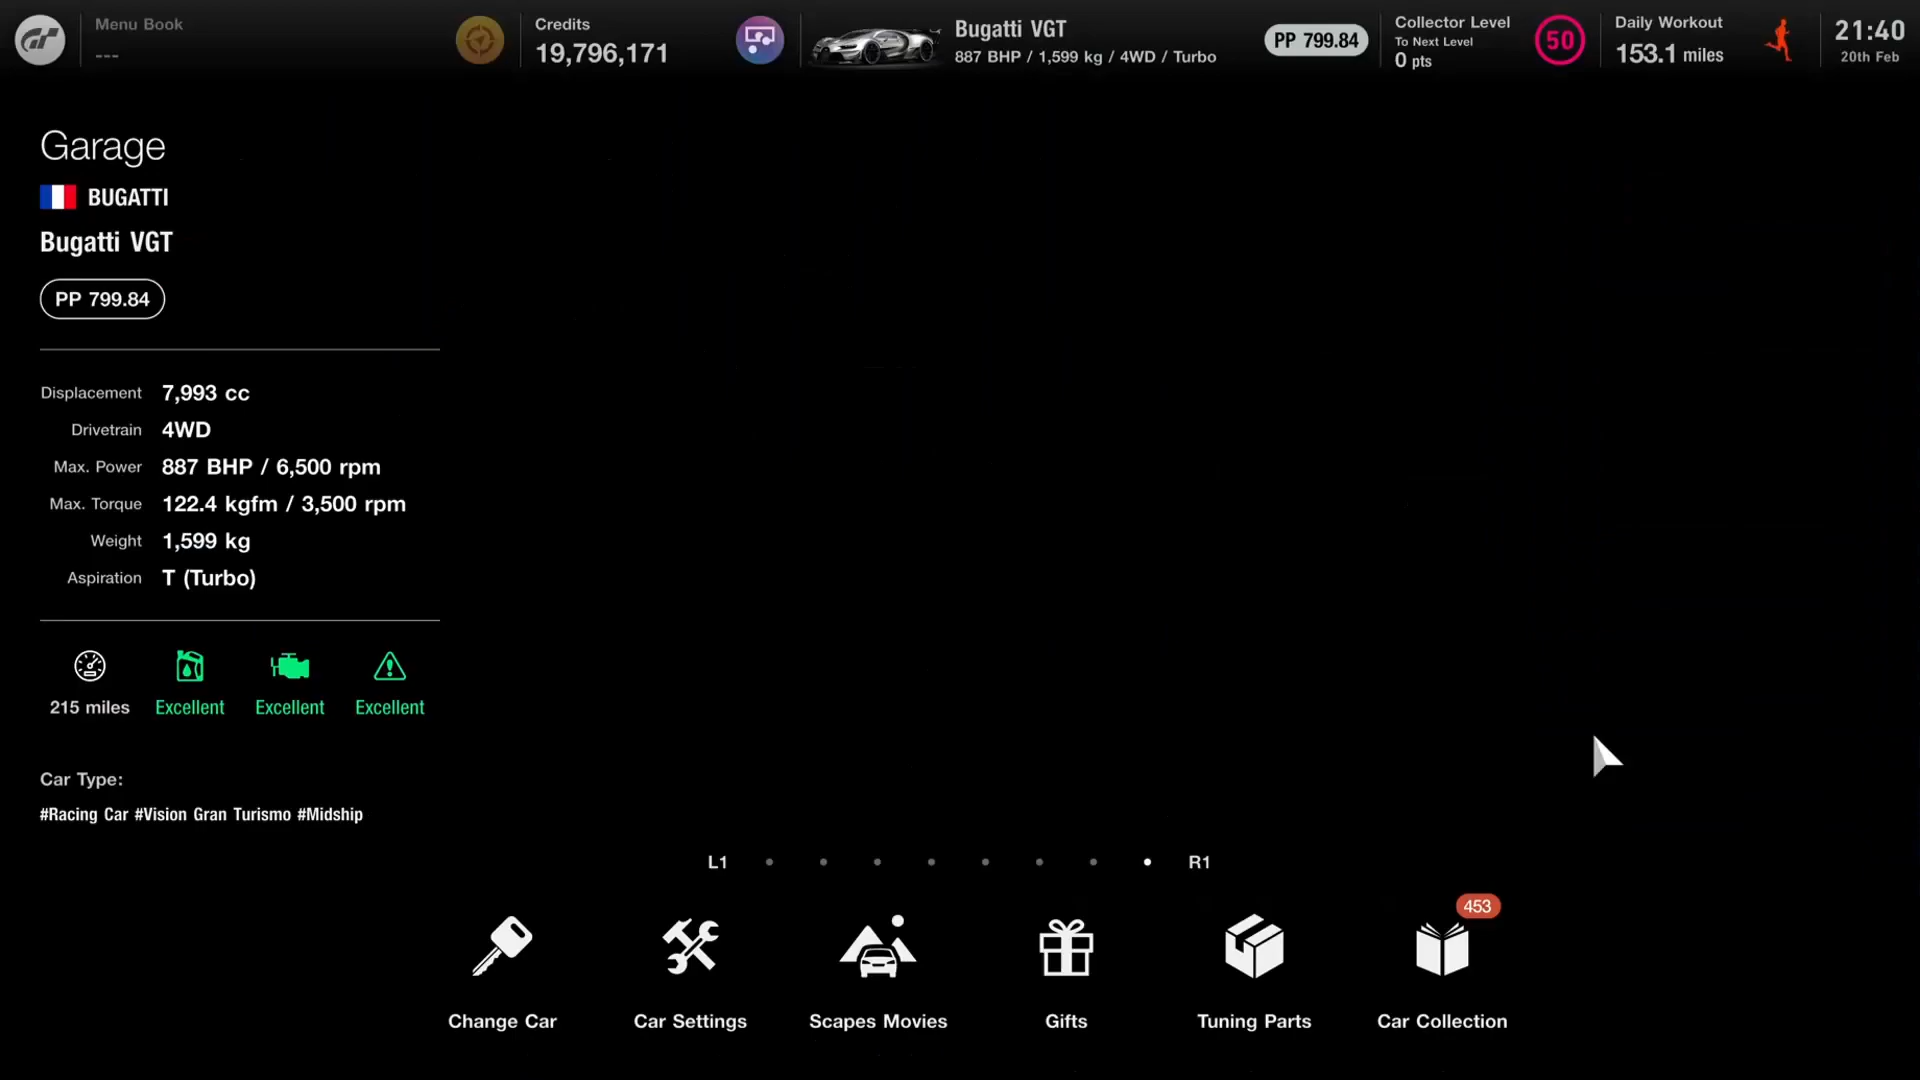 Menu Book
---
Credits
19,796,171
Bugatti VGT
887 BHP / 1,599 kg / 4WD / Turbo
PP 799.84
Collector Level
To Next Level
0 pts
50
Daily Workout
153.1 miles
21:40
20th Feb
Garage
BUGATTI
Bugatti VGT
PP 799.84
Displacement 7,993 cc
Drivetrain 4WD
Max. Power 887 BHP / 6,500 rpm
Max. Torque 122.4 kgfm / 3,500 rpm
Weight 1,599 kg
Aspiration T (Turbo)
215 miles Excellent Excellent Excellent
Car Type:
#Racing Car #Vision Gran Turismo #Midship
L1 R1
453
Change Car Car Settings Scapes Movies Gifts Tuning Parts Car Collection